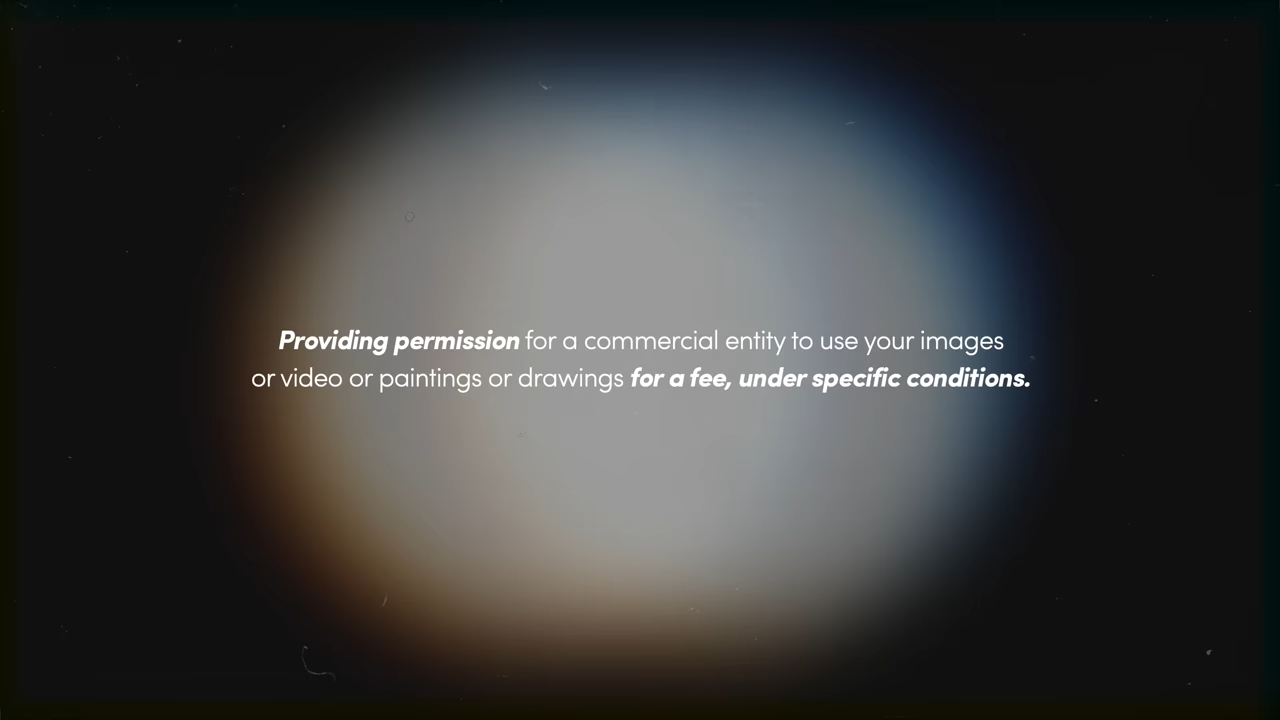 Providing permission for a commercial entity to use your images
or video or paintings or drawings for a fee, under specific conditions.